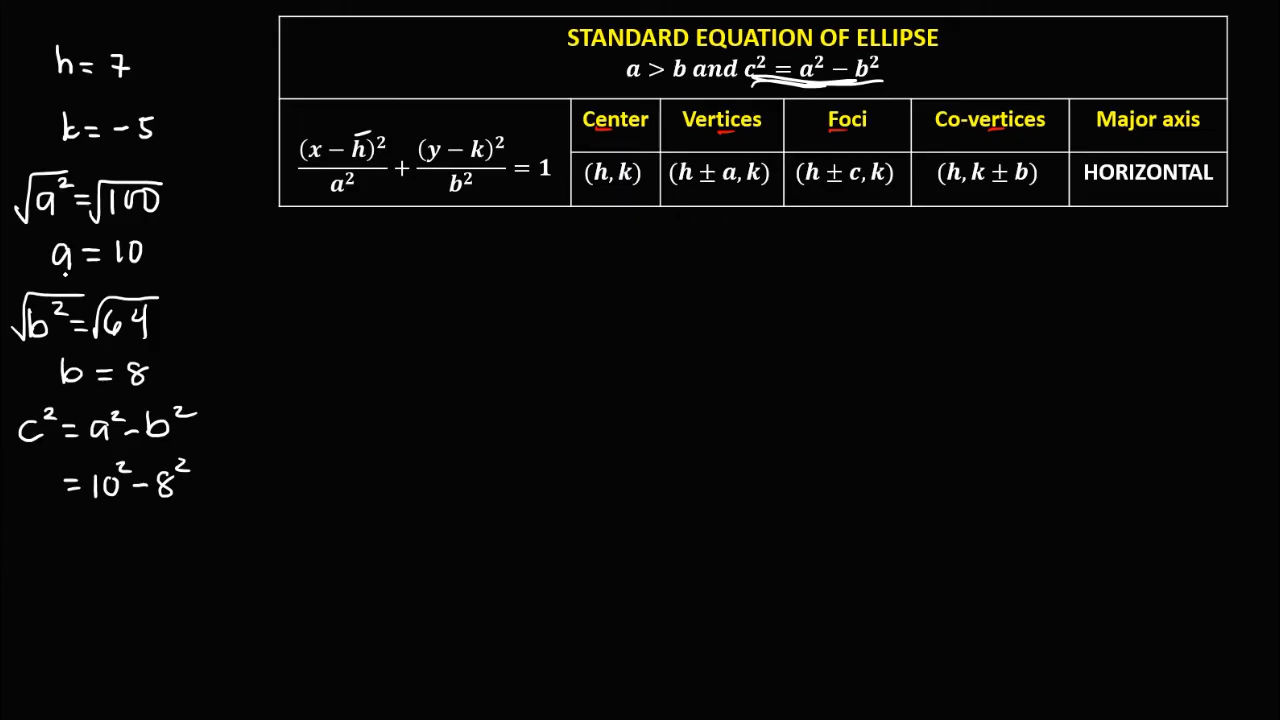 h = 7
k = -5
√a² = √100
a = 10
√b² = √64
b = 8
c² = a² - b²
= 10² - 8²
STANDARD EQUATION OF ELLIPSE
a > b and c² = a² − b²
(x − h)²/a² + (y − k)²/b² = 1
Center Vertices Foci Co-vertices Major axis
(h, k) (h ± a, k) (h ± c, k) (h, k ± b) HORIZONTAL